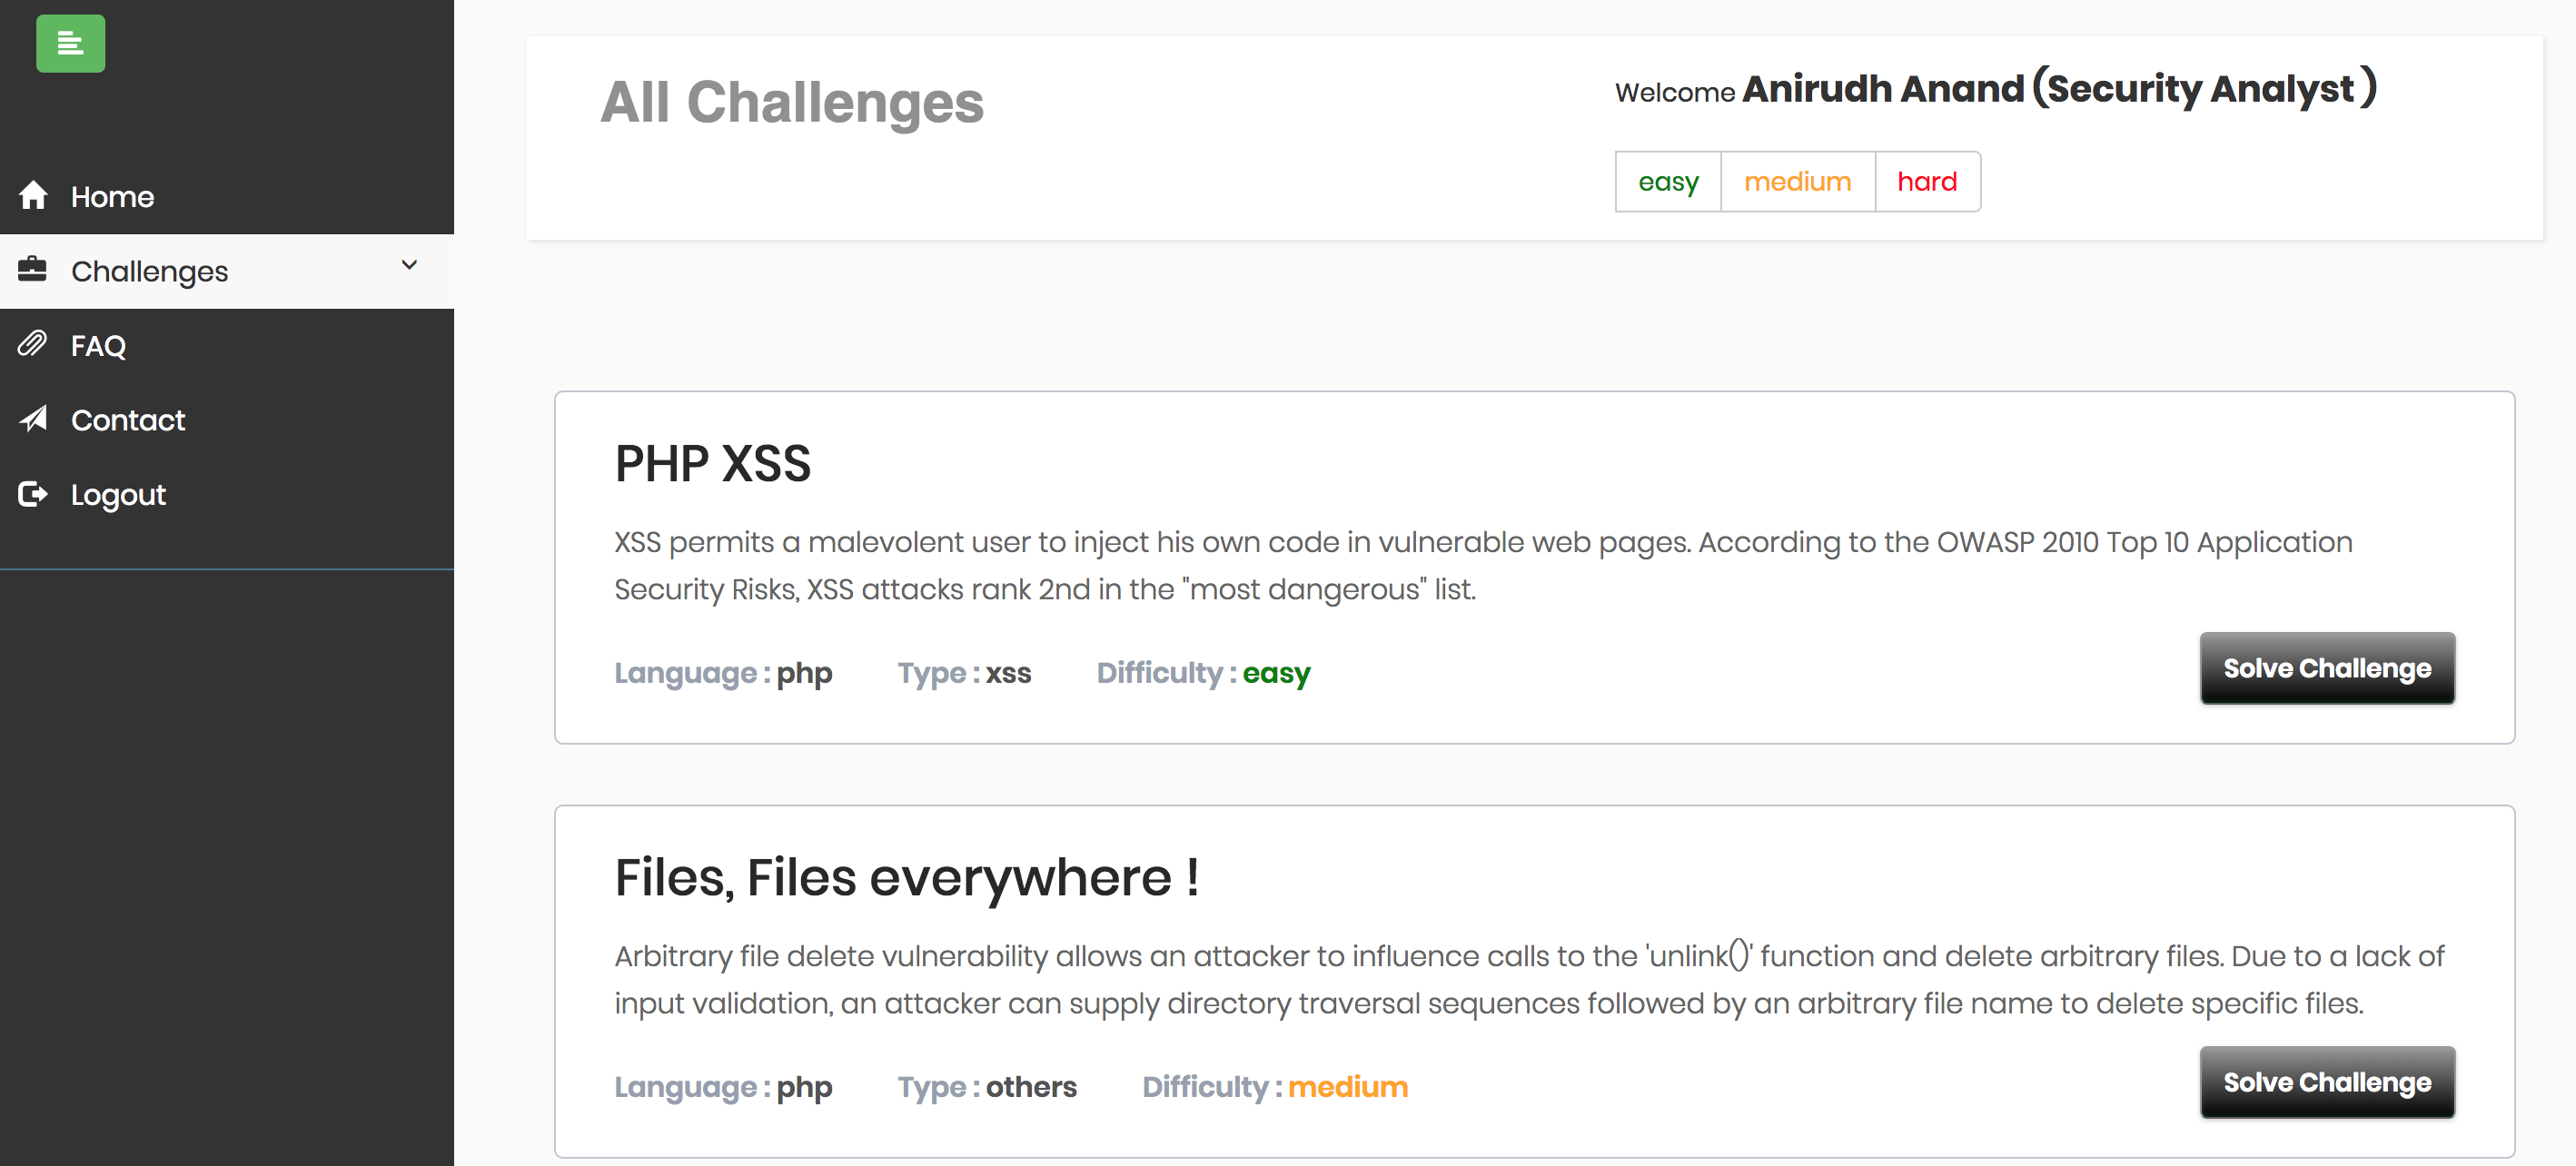 Home
Challenges
FAQ
Contact
Logout
All Challenges
Welcome Anirudh Anand (Security Analyst )
easy medium hard
PHP XSS
XSS permits a malevolent user to inject his own code in vulnerable web pages. According to the OWASP 2010 Top 10 Application
Security Risks, XSS attacks rank 2nd in the "most dangerous" list.
Language : php Type : xss Difficulty : easy
Solve Challenge
Files, Files everywhere !
Arbitrary file delete vulnerability allows an attacker to influence calls to the 'unlink()' function and delete arbitrary files. Due to a lack of
input validation, an attacker can supply directory traversal sequences followed by an arbitrary file name to delete specific files.
Language : php Type : others Difficulty : medium
Solve Challenge